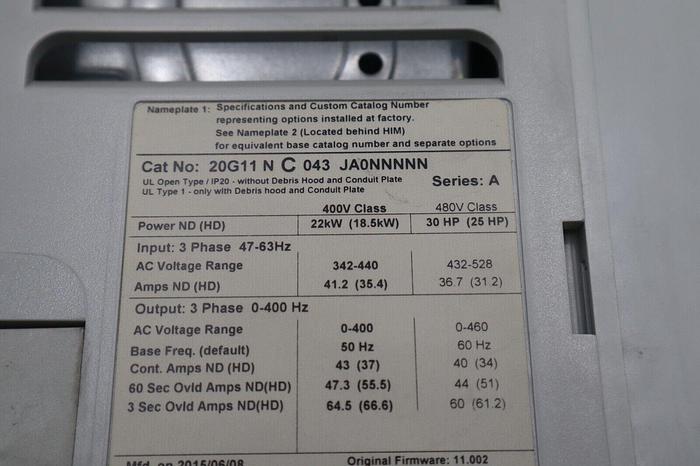 Nameplate 1: Specifications and Custom Catalog Number
representing options installed at factory.
See Nameplate 2 (Located behind HIM)
for equivalent base catalog number and separate options
Cat No: 20G11 N C 043 JA0NNNNN
UL Open Type / IP20 - without Debris Hood and Conduit Plate
UL Type 1 - only with Debris hood and Conduit Plate
Series: A
400V Class 480V Class
Power ND (HD) 22kW (18.5kW) 30 HP (25 HP)
Input: 3 Phase 47-63Hz
AC Voltage Range 342-440 432-528
Amps ND (HD) 41.2 (35.4) 36.7 (31.2)
Output: 3 Phase 0-400 Hz
AC Voltage Range 0-400 0-460
Base Freq. (default) 50 Hz 60 Hz
Cont. Amps ND (HD) 43 (37) 40 (34)
60 Sec Ovld Amps ND(HD) 47.3 (55.5) 44 (51)
3 Sec Ovld Amps ND(HD) 64.5 (66.6) 60 (61.2)
Mfd. on 2015/06/08 Original Firmware: 11.002